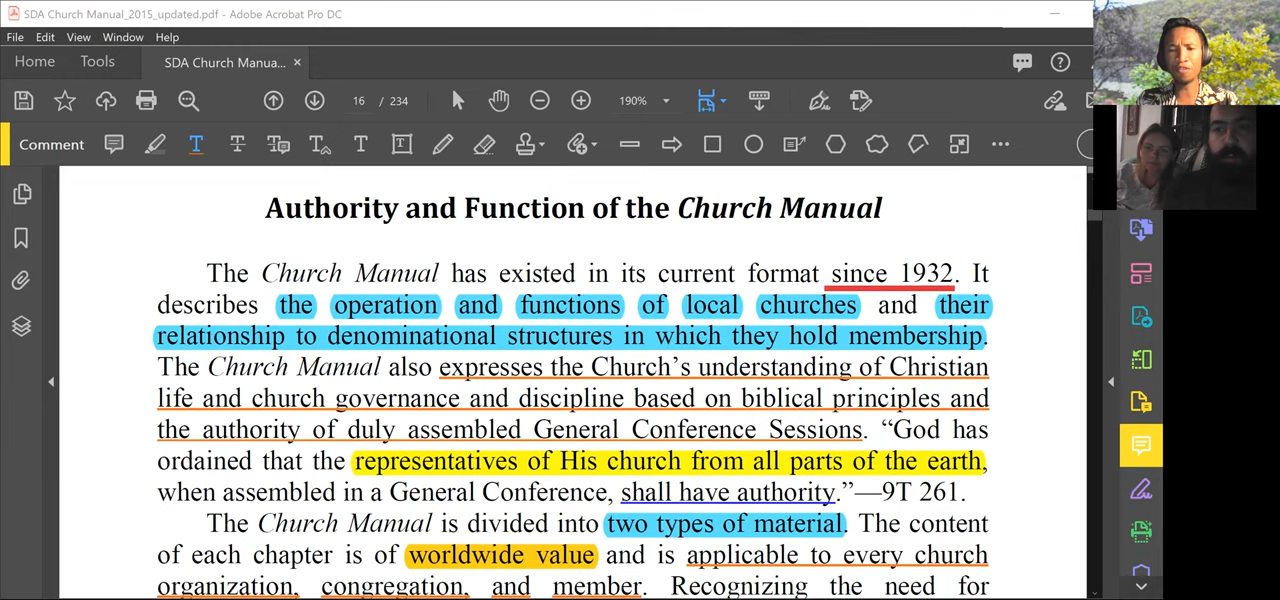 SDA Church Manual_2015_updated.pdf - Adobe Acrobat Pro DC
File Edit View Window Help
Home Tools SDA Church Manua... ×
16 / 234 190%
Comment
Authority and Function of the Church Manual
The Church Manual has existed in its current format since 1932. It
describes the operation and functions of local churches and their
relationship to denominational structures in which they hold membership.
The Church Manual also expresses the Church’s understanding of Christian
life and church governance and discipline based on biblical principles and
the authority of duly assembled General Conference Sessions. “God has
ordained that the representatives of His church from all parts of the earth,
when assembled in a General Conference, shall have authority.”—9T 261.
The Church Manual is divided into two types of material. The content
of each chapter is of worldwide value and is applicable to every church
organization, congregation, and member. Recognizing the need for